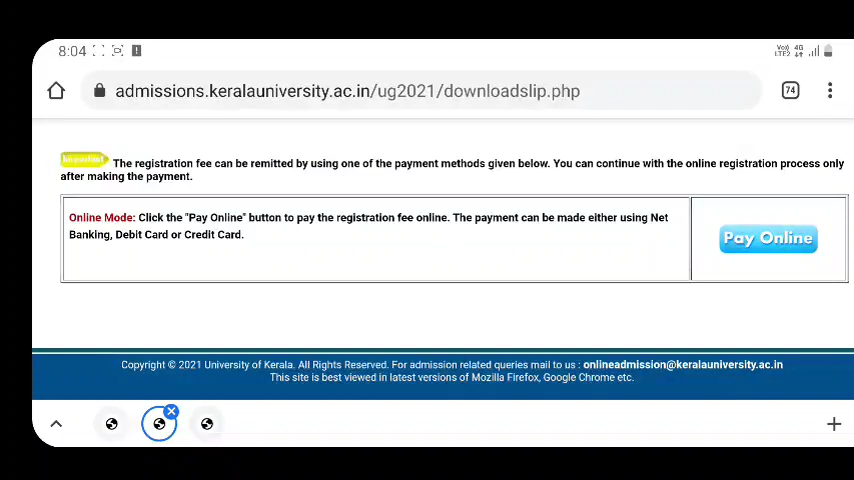 8:04
Vo)) 4G
LTE2
admissions.keralauniversity.ac.in/ug2021/downloadslip.php
74
Important The registration fee can be remitted by using one of the payment methods given below. You can continue with the online registration process only
after making the payment.
Online Mode: Click the "Pay Online" button to pay the registration fee online. The payment can be made either using Net
Banking, Debit Card or Credit Card.
Pay Online
Copyright © 2021 University of Kerala. All Rights Reserved. For admission related queries mail to us : onlineadmission@keralauniversity.ac.in
This site is best viewed in latest versions of Mozilla Firefox, Google Chrome etc.